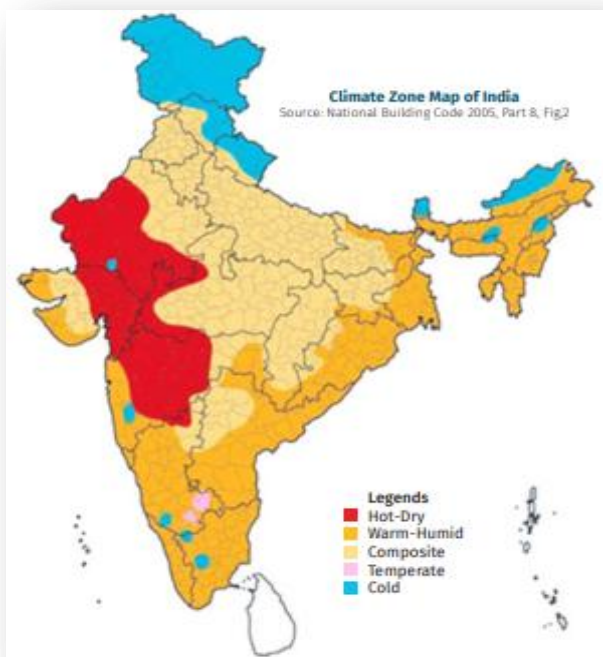 Climate Zone Map of India
Source: National Building Code 2005, Part 8, Fig,2
Legends
Hot-Dry
Warm-Humid
Composite
Temperate
Cold